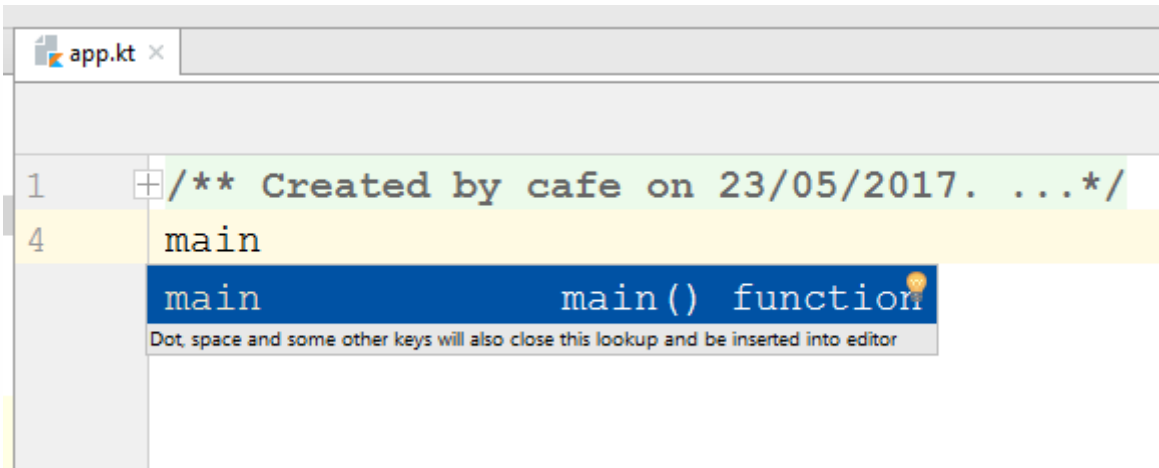 app.kt
1 /** Created by cafe on 23/05/2017. ...*/
4 main
main main() function
Dot, space and some other keys will also close this lookup and be inserted into editor